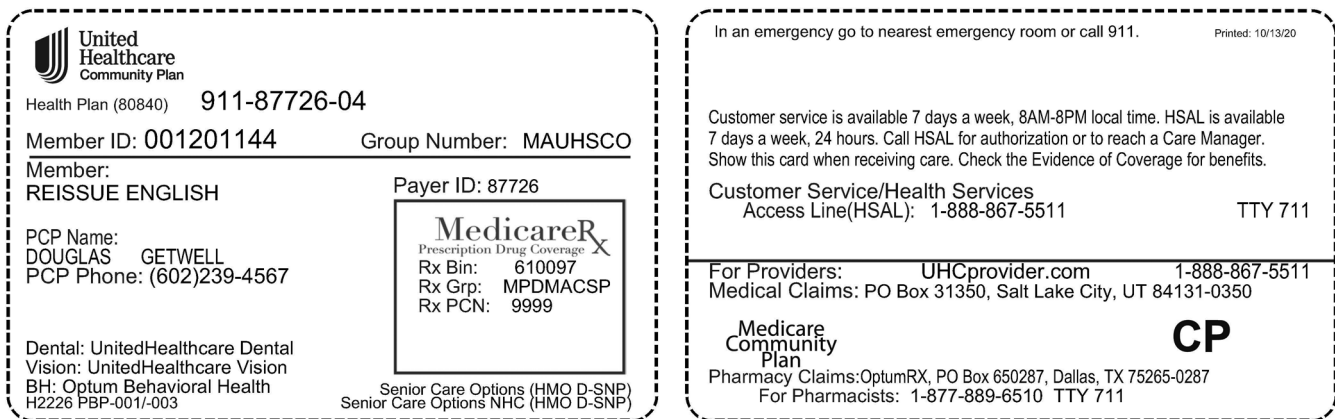 United
Healthcare
Community Plan
Health Plan (80840) 911-87726-04
Member ID: 001201144 Group Number: MAUHSCO
Member:
REISSUE ENGLISH
PCP Name:
DOUGLAS GETWELL
PCP Phone: (602)239-4567
Payer ID: 87726
MedicareRx
Prescription Drug Coverage
Rx Bin: 610097
Rx Grp: MPDMACSP
Rx PCN: 9999
Dental: UnitedHealthcare Dental
Vision: UnitedHealthcare Vision
BH: Optum Behavioral Health
H2226 PBP-001/-003
Senior Care Options (HMO D-SNP)
Senior Care Options NHC (HMO D-SNP)
In an emergency go to nearest emergency room or call 911. Printed: 10/13/20
Customer service is available 7 days a week, 8AM-8PM local time. HSAL is available
7 days a week, 24 hours. Call HSAL for authorization or to reach a Care Manager.
Show this card when receiving care. Check the Evidence of Coverage for benefits.
Customer Service/Health Services
Access Line(HSAL): 1-888-867-5511 TTY 711
For Providers: UHCprovider.com 1-888-867-5511
Medical Claims: PO Box 31350, Salt Lake City, UT 84131-0350
Medicare
Community
Plan
CP
Pharmacy Claims:OptumRX, PO Box 650287, Dallas, TX 75265-0287
For Pharmacists: 1-877-889-6510 TTY 711